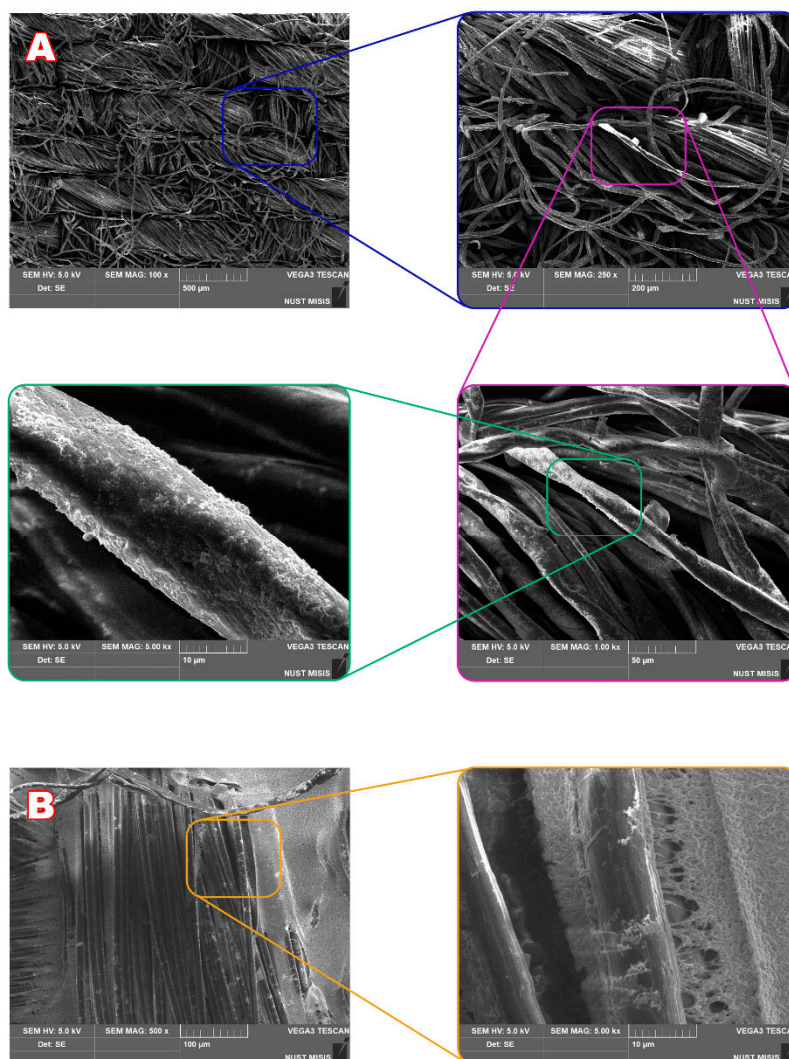 A
SEM HV: 5.0 kV SEM MAG: 100 x VEGA3 TESCAN
Det: SE 500 µm
NUST MISIS
SEM HV: 5.0 kV SEM MAG: 250 x VEGA3 TESCAN
Det: SE 200 µm
NUST MISIS
SEM HV: 5.0 kV SEM MAG: 5.00 kx VEGA3 TESCAN
Det: SE 10 µm
NUST MISIS
SEM HV: 5.0 kV SEM MAG: 1.00 kx VEGA3 TESCAN
Det: SE 50 µm
NUST MISIS
B
SEM HV: 5.0 kV SEM MAG: 500 x VEGA3 TESCAN
Det: SE 100 µm
NUST MISIS
SEM HV: 5.0 kV SEM MAG: 5.00 kx VEGA3 TESCAN
Det: SE 10 µm
NUST MISIS